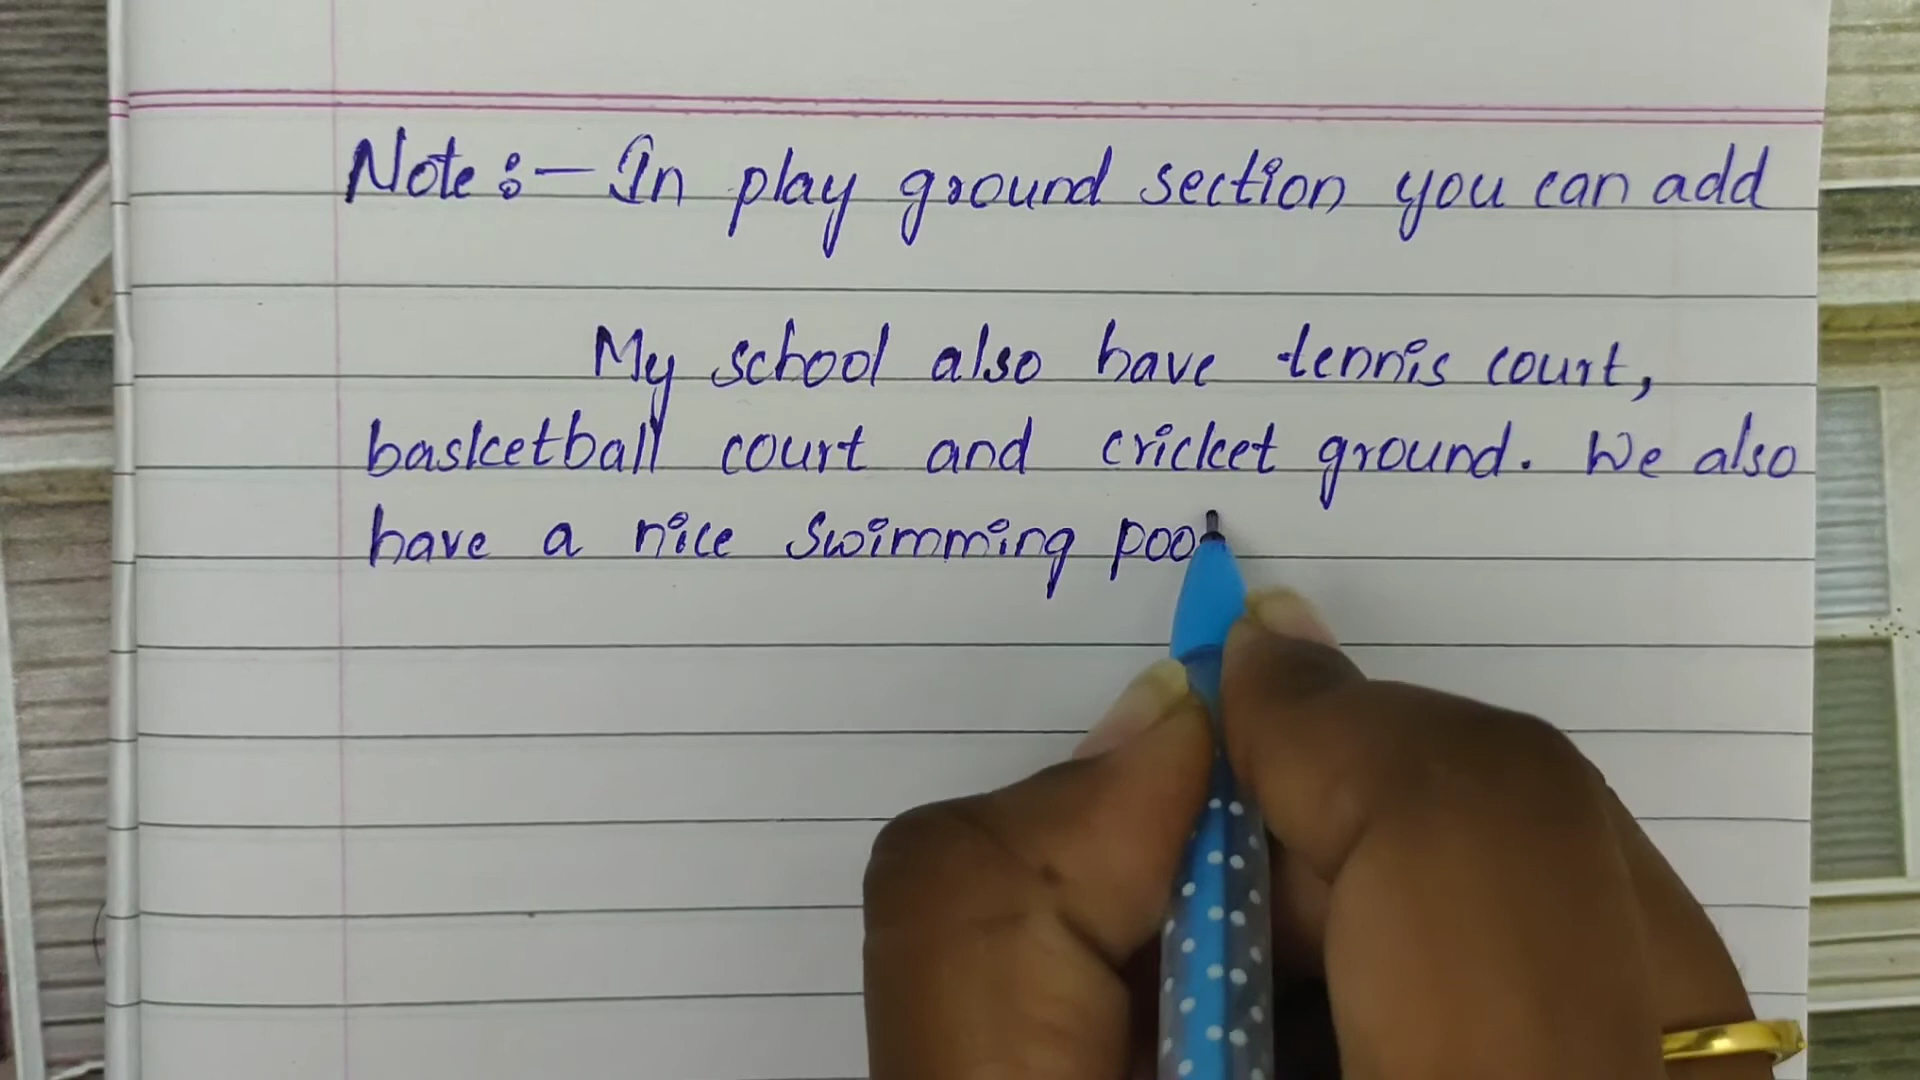 Note :- In play ground section you can add
My school also have tennis court,
basketball court and cricket ground. We also
have a nice swimming poo